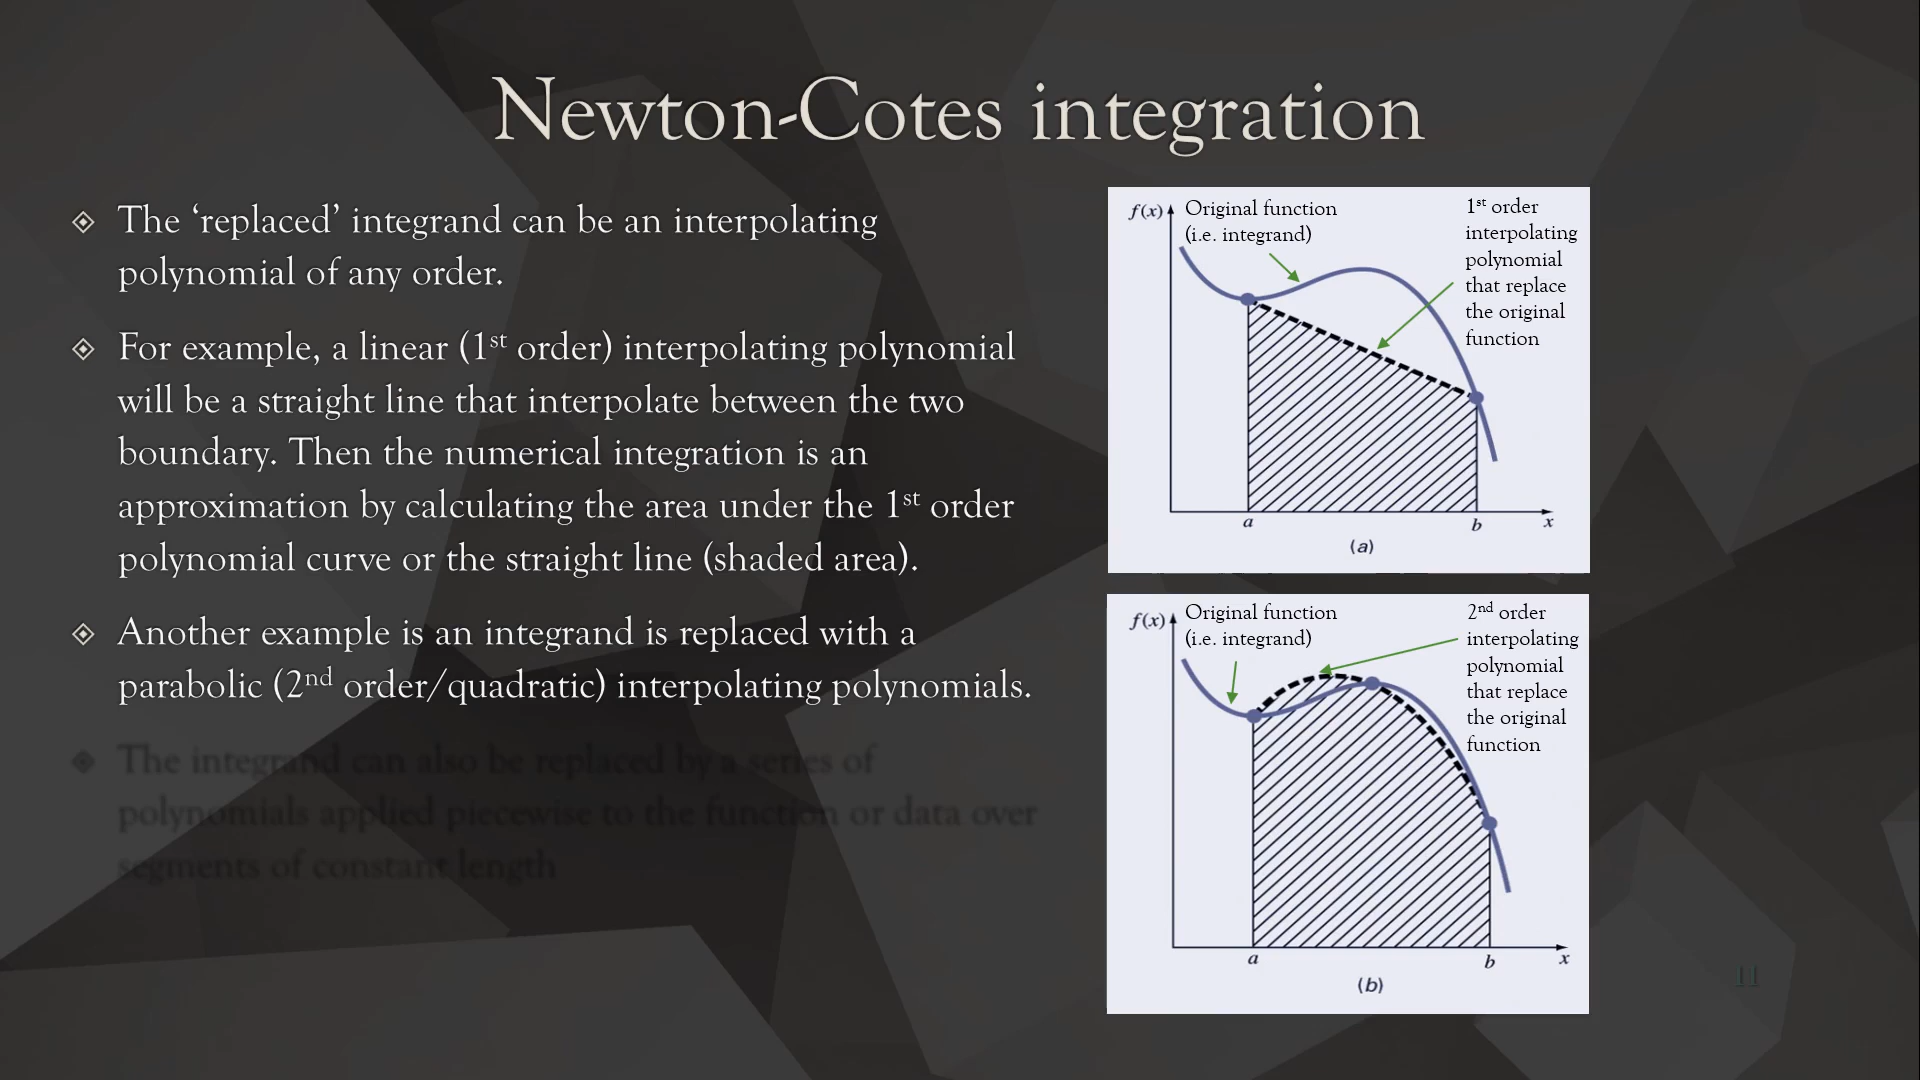 Newton-Cotes integration
The ‘replaced’ integrand can be an interpolating
polynomial of any order.
For example, a linear (1st order) interpolating polynomial
will be a straight line that interpolate between the two
boundary. Then the numerical integration is an
approximation by calculating the area under the 1st order
polynomial curve or the straight line (shaded area).
Another example is an integrand is replaced with a
parabolic (2nd order/quadratic) interpolating polynomials.
The integrand can also be replaced by a series of
polynomials applied piecewise to the function or data over
segments of constant length
f(x)
Original function
(i.e. integrand)
1st order
interpolating
polynomial
that replace
the original
function
a
b
x
(a)
f(x)
Original function
(i.e. integrand)
2nd order
interpolating
polynomial
that replace
the original
function
a
b
x
(b)
11